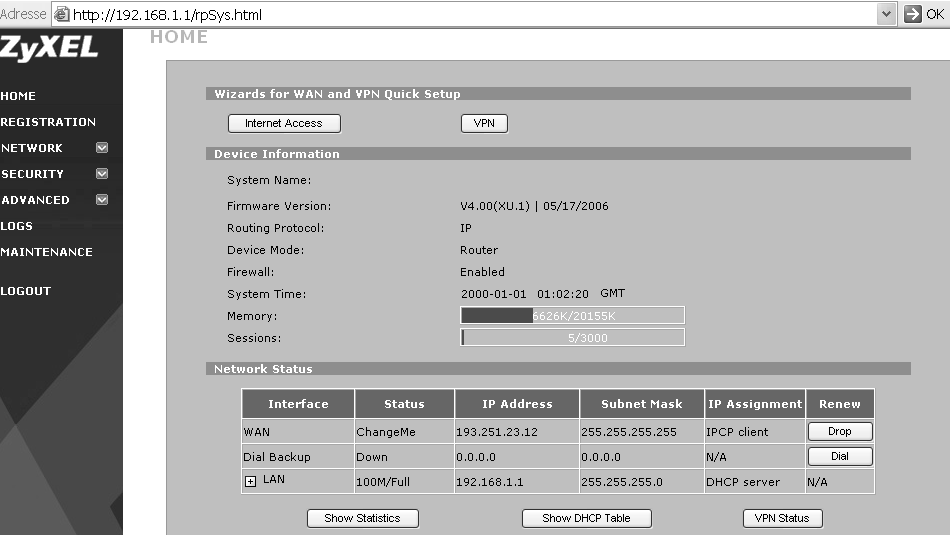 Adresse http://192.168.1.1/rpSys.html OK
ZyXEL
HOME
HOME
REGISTRATION
NETWORK
SECURITY
ADVANCED
LOGS
MAINTENANCE
LOGOUT
Wizards for WAN and VPN Quick Setup
Internet Access VPN
Device Information
System Name:
Firmware Version: V4.00(XU.1) | 05/17/2006
Routing Protocol: IP
Device Mode: Router
Firewall: Enabled
System Time: 2000-01-01 01:02:20 GMT
Memory: 6626K/20155K
Sessions: 5/3000
Network Status
Interface Status IP Address Subnet Mask IP Assignment Renew
WAN ChangeMe 193.251.23.12 255.255.255.255 IPCP client Drop
Dial Backup Down 0.0.0.0 0.0.0.0 N/A Dial
LAN 100M/Full 192.168.1.1 255.255.255.0 DHCP server N/A
Show Statistics Show DHCP Table VPN Status